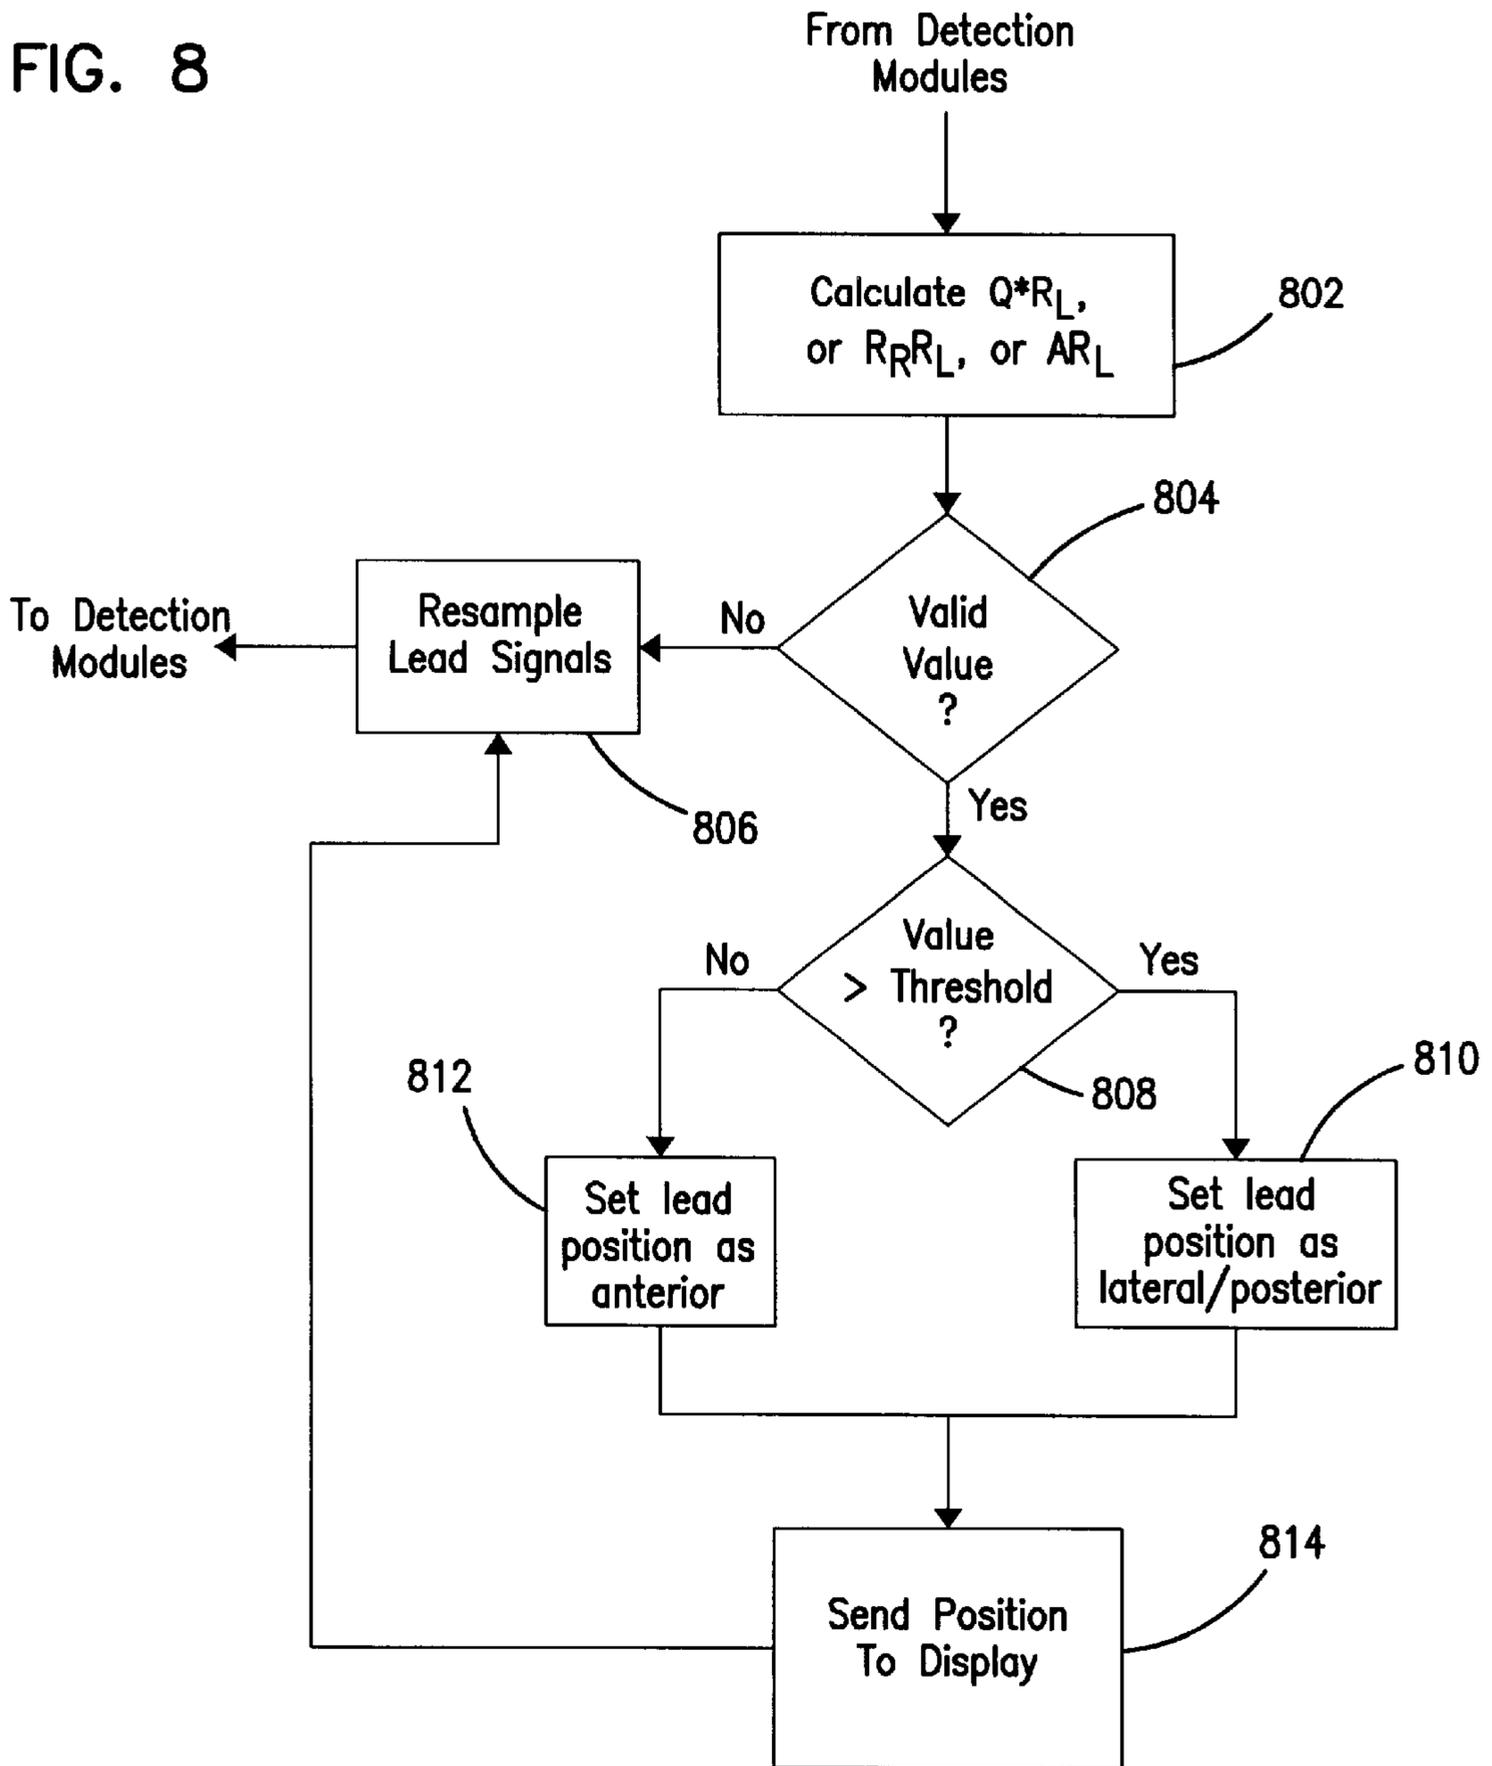 FIG. 8
From Detection
Modules
Calculate Q*RL,
or RRRL, or ARL
802
804
Valid
Value
?
No
Yes
Resample
Lead Signals
806
To Detection
Modules
Value
> Threshold
?
808
No
Yes
812
Set lead
position as
anterior
810
Set lead
position as
lateral/posterior
814
Send Position
To Display